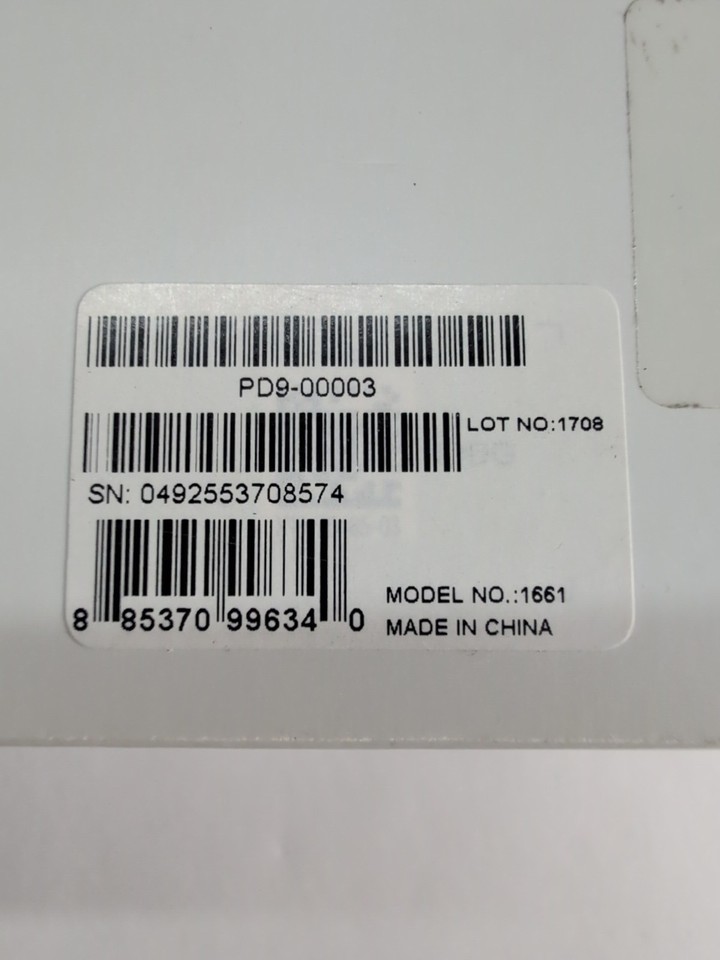 PD9-00003
LOT NO:1708
SN: 0492553708574
8 85370 99634 0
MODEL NO.:1661
MADE IN CHINA